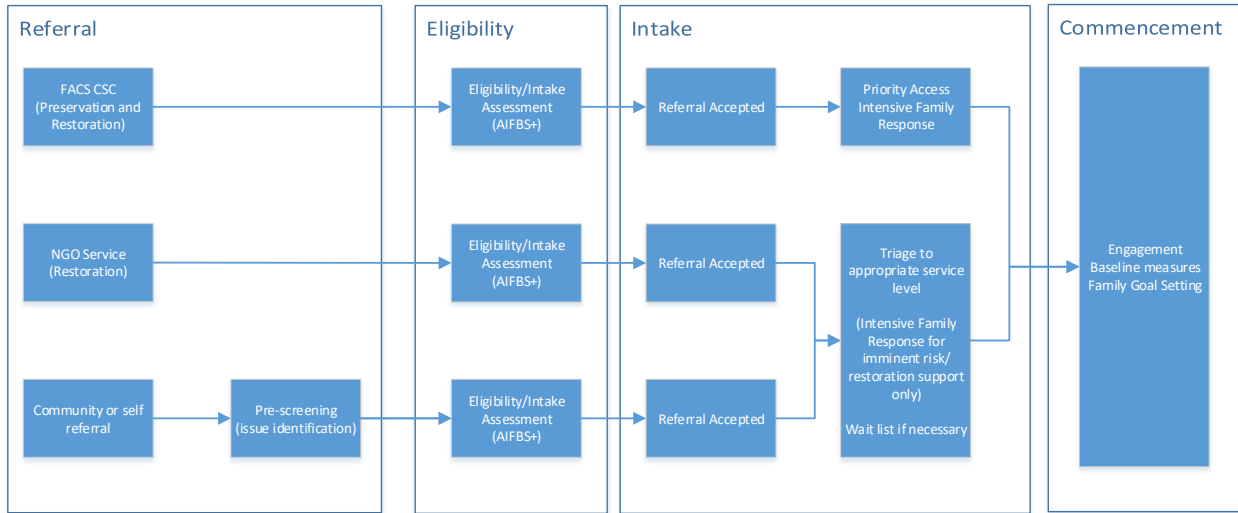 Referral
FACS CSC
(Preservation and
Restoration)
NGO Service
(Restoration)
Community or self
referral
Pre-screening
(issue identification)
Eligibility
Eligibility/Intake
Assessment
(AIFBS+)
Eligibility/Intake
Assessment
(AIFBS+)
Eligibility/Intake
Assessment
(AIFBS+)
Intake
Referral Accepted
Priority Access
Intensive Family
Response
Referral Accepted
Referral Accepted
Triage to
appropriate service
level
(Intensive Family
Response for
imminent risk/
restoration support
only)
Wait list if necessary
Commencement
Engagement
Baseline measures
Family Goal Setting